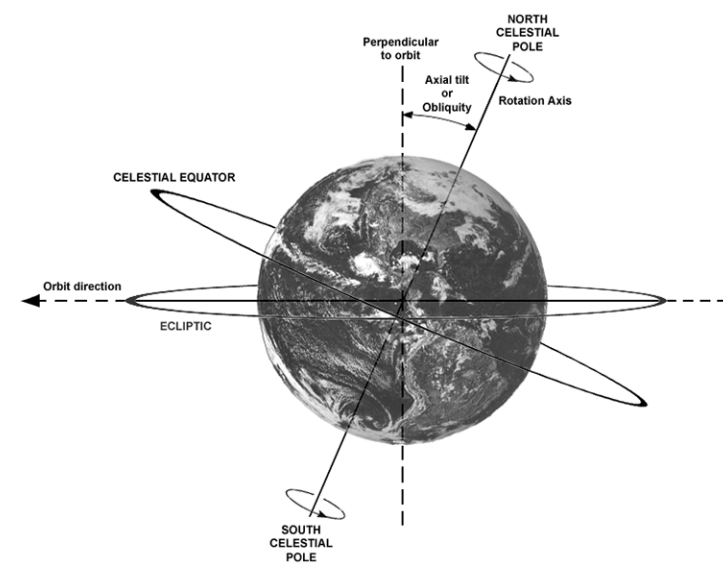 NORTH
CELESTIAL
POLE
Perpendicular
to orbit
Axial tilt
or
Obliquity
Rotation Axis
CELESTIAL EQUATOR
Orbit direction
ECLIPTIC
SOUTH
CELESTIAL
POLE